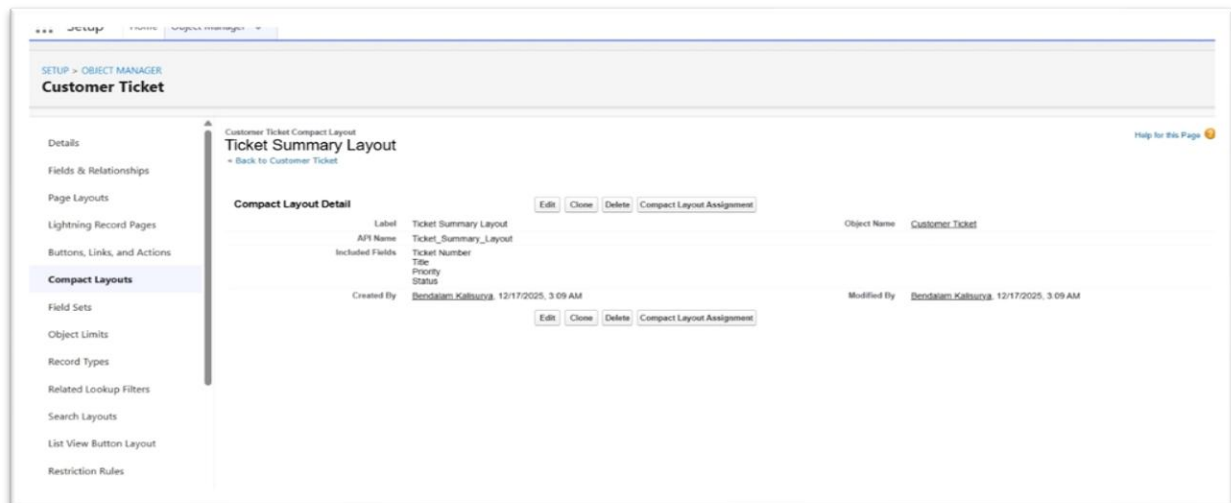 Setup Home Object Manager
SETUP > OBJECT MANAGER
Customer Ticket
Details
Fields & Relationships
Page Layouts
Lightning Record Pages
Buttons, Links, and Actions
Compact Layouts
Field Sets
Object Limits
Record Types
Related Lookup Filters
Search Layouts
List View Button Layout
Restriction Rules
Customer Ticket Compact Layout
Ticket Summary Layout
« Back to Customer Ticket
Help for this Page
Compact Layout Detail
Edit Clone Delete Compact Layout Assignment
Label Ticket Summary Layout Object Name Customer Ticket
API Name Ticket_Summary_Layout
Included Fields Ticket Number
Title
Priority
Status
Created By Bendalam Kalisurya, 12/17/2025, 3:09 AM Modified By Bendalam Kalisurya, 12/17/2025, 3:09 AM
Edit Clone Delete Compact Layout Assignment